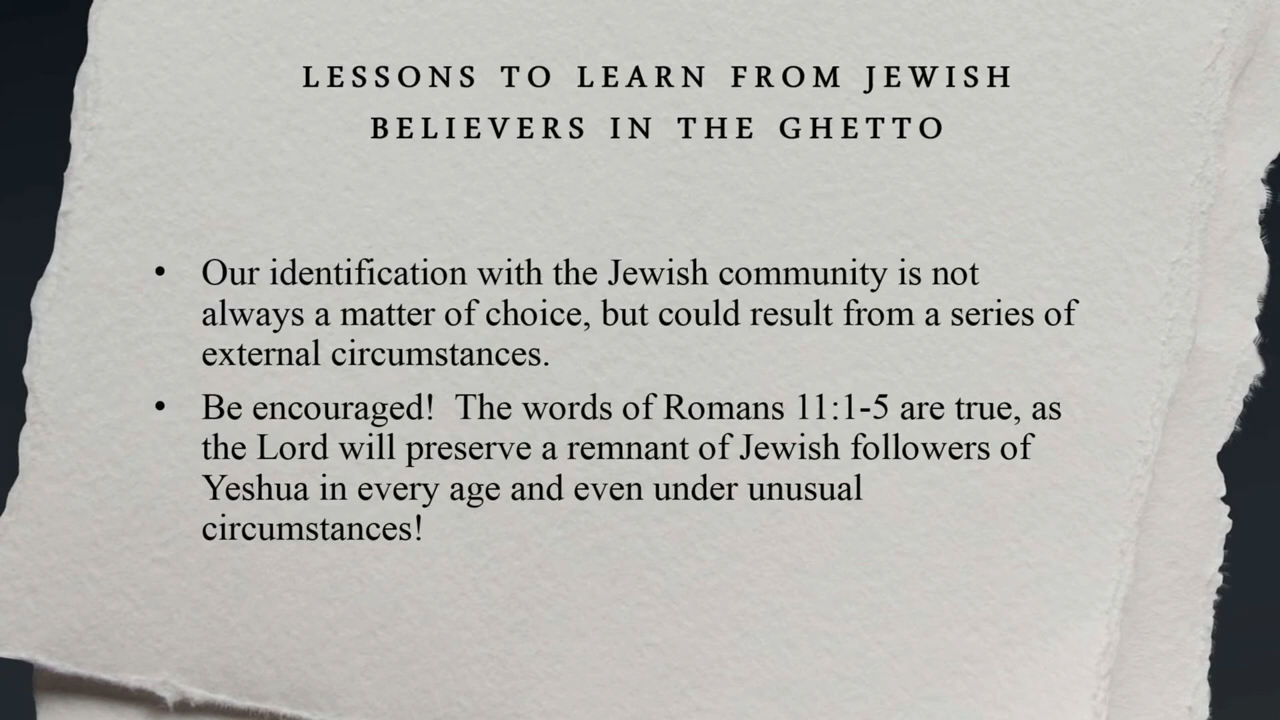 LESSONS TO LEARN FROM JEWISH
BELIEVERS IN THE GHETTO
• Our identification with the Jewish community is not
always a matter of choice, but could result from a series of
external circumstances.
• Be encouraged!  The words of Romans 11:1-5 are true, as
the Lord will preserve a remnant of Jewish followers of
Yeshua in every age and even under unusual
circumstances!